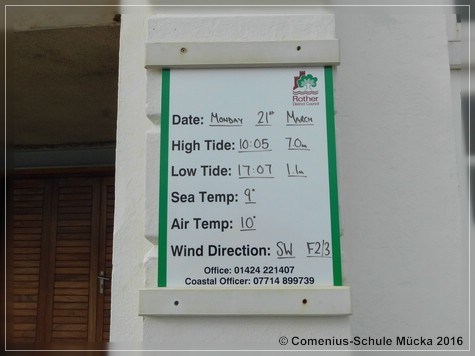 Rother
District Council
Date: Monday 21st March
High Tide: 10:05 7.0m
Low Tide: 17:07 1.1m
Sea Temp: 9°
Air Temp: 10°
Wind Direction: SW F2/3
Office: 01424 221407
Coastal Officer: 07714 899739
© Comenius-Schule Mücka 2016